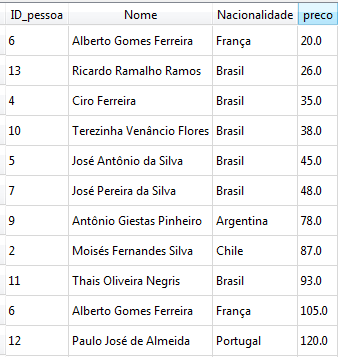 ID_pessoa Nome Nacionalidade preco
6 Alberto Gomes Ferreira França 20.0
13 Ricardo Ramalho Ramos Brasil 26.0
4 Ciro Ferreira Brasil 35.0
10 Terezinha Venâncio Flores Brasil 38.0
5 José Antônio da Silva Brasil 45.0
7 José Pereira da Silva Brasil 48.0
9 Antônio Giestas Pinheiro Argentina 78.0
2 Moisés Fernandes Silva Chile 87.0
11 Thais Oliveira Negris Brasil 93.0
6 Alberto Gomes Ferreira França 105.0
12 Paulo José de Almeida Portugal 120.0